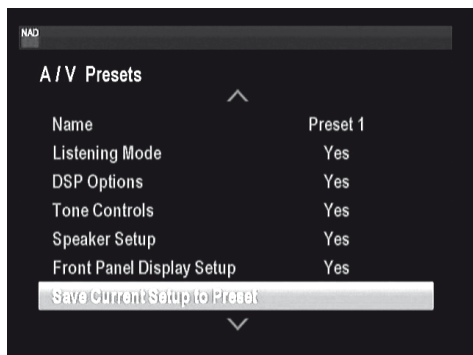 NAD
A / V Presets
Name Preset 1
Listening Mode Yes
DSP Options Yes
Tone Controls Yes
Speaker Setup Yes
Front Panel Display Setup Yes
Save Current Setup to Preset